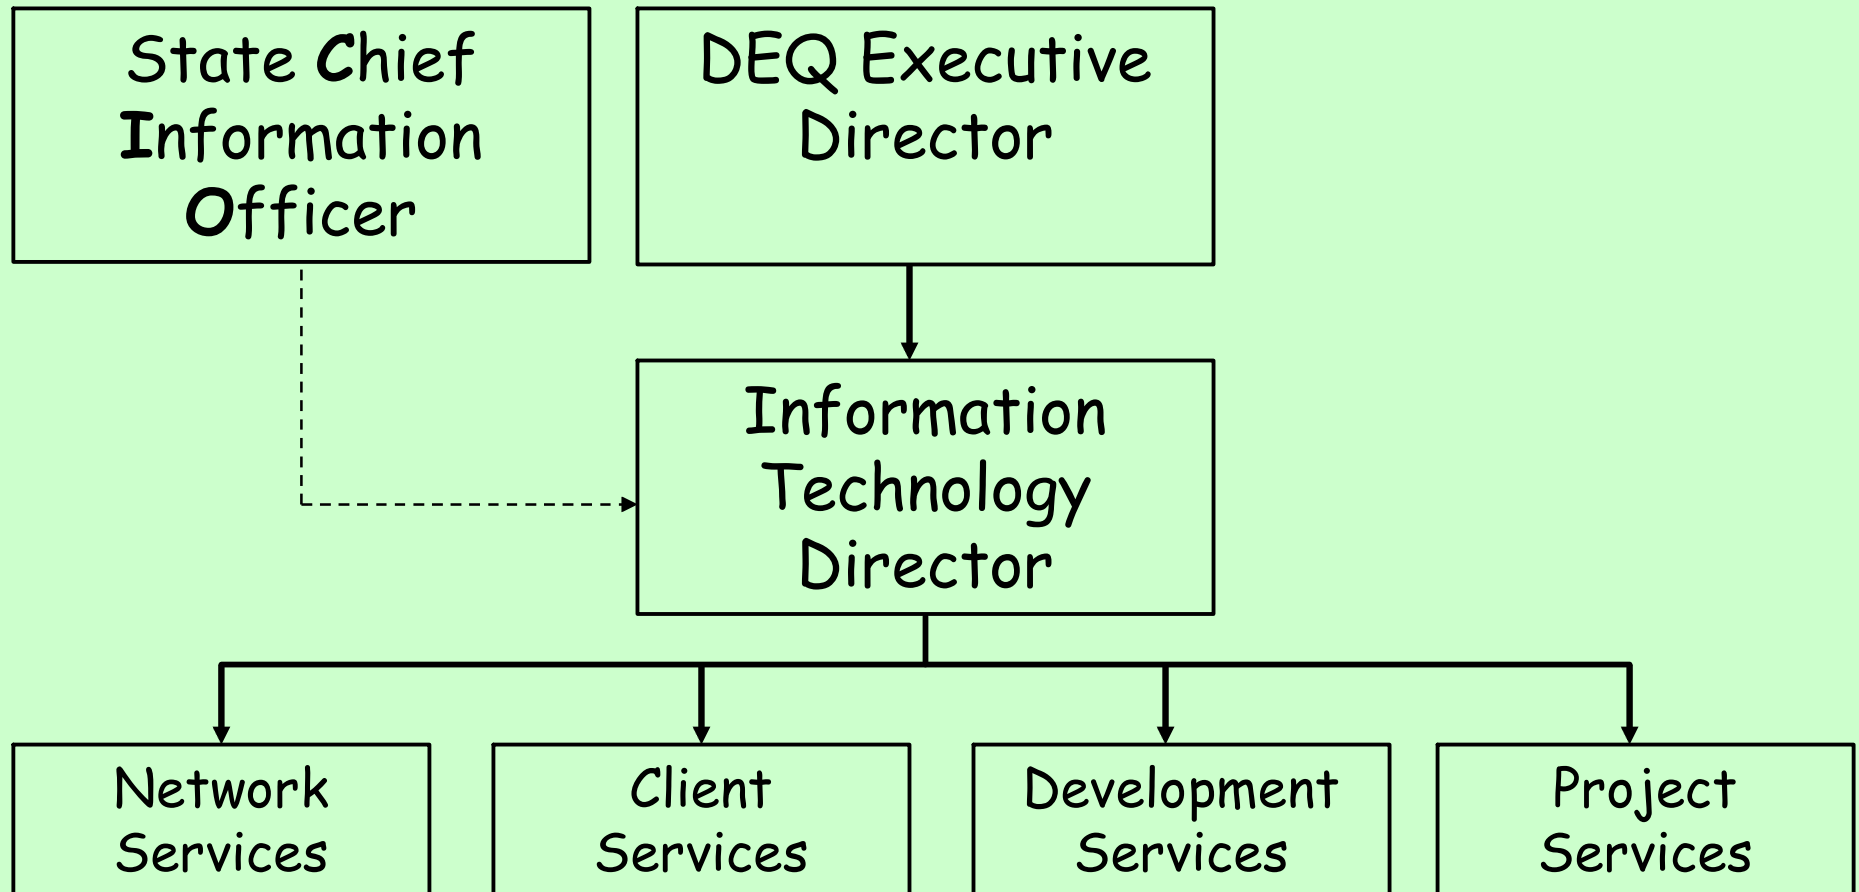 State Chief
Information
Officer
DEQ Executive
Director
Information
Technology
Director
Network
Services
Client
Services
Development
Services
Project
Services